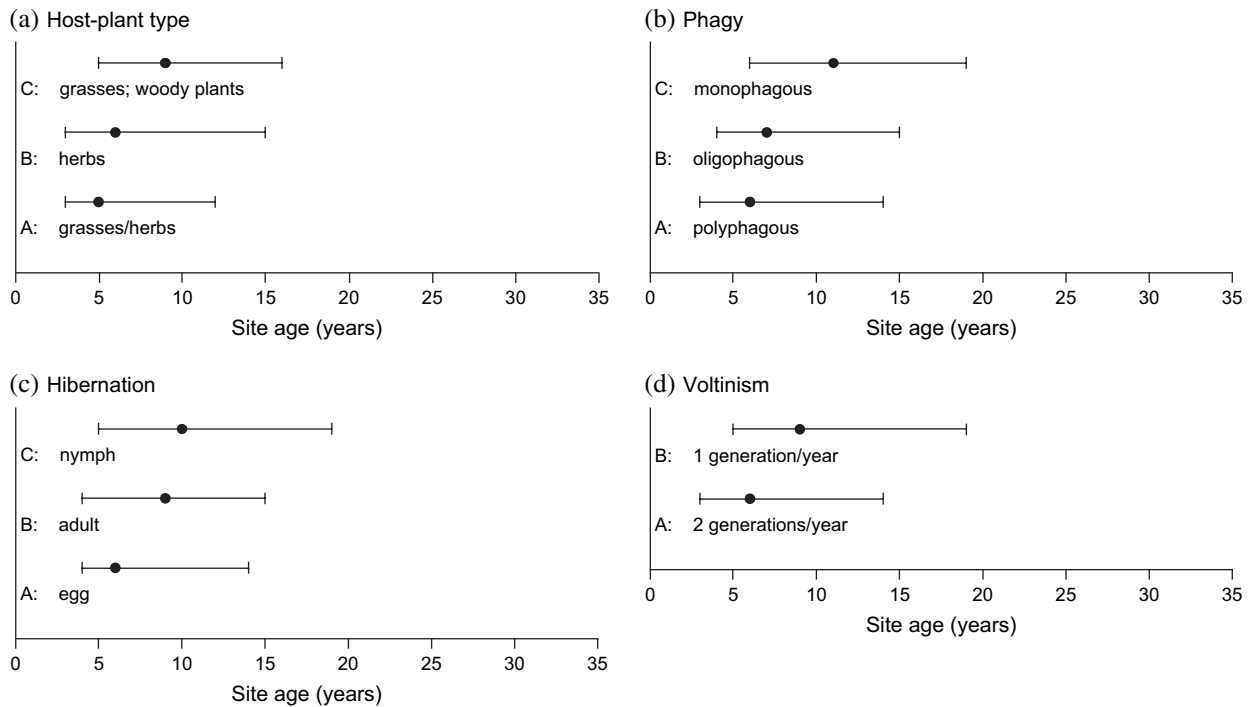 (a) Host-plant type
C: grasses; woody plants
B: herbs
A: grasses/herbs
0 5 10 15 20 25 30 35
Site age (years)
(b) Phagy
C: monophagous
B: oligophagous
A: polyphagous
0 5 10 15 20 25 30 35
Site age (years)
(c) Hibernation
C: nymph
B: adult
A: egg
0 5 10 15 20 25 30 35
Site age (years)
(d) Voltinism
B: 1 generation/year
A: 2 generations/year
0 5 10 15 20 25 30 35
Site age (years)